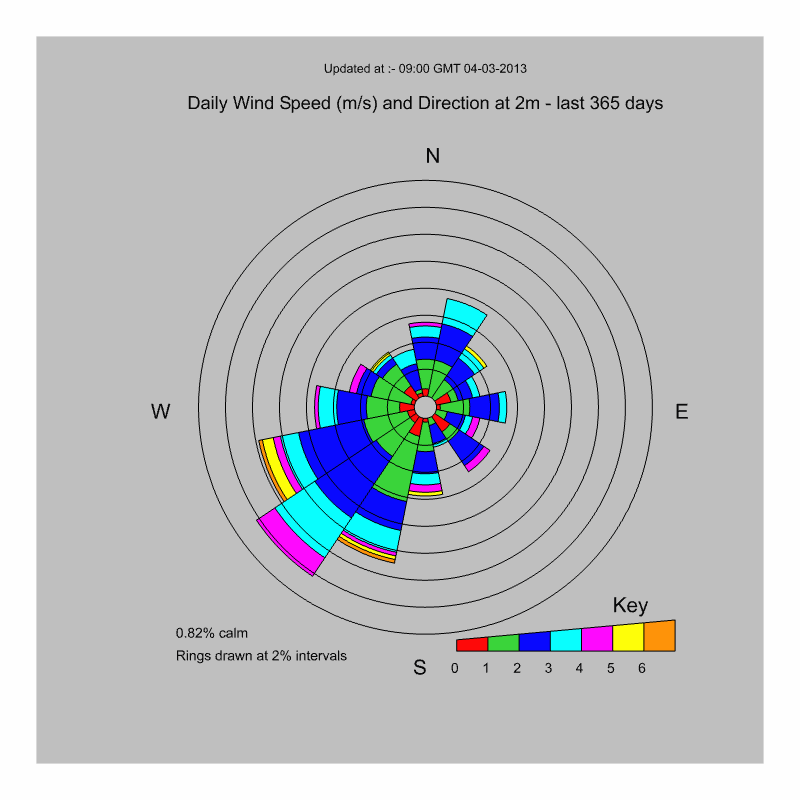 Updated at :- 09:00 GMT 04-03-2013
Daily Wind Speed (m/s) and Direction at 2m - last 365 days
N
W
E
Key
0.82% calm
Rings drawn at 2% intervals
S
0 1 2 3 4 5 6